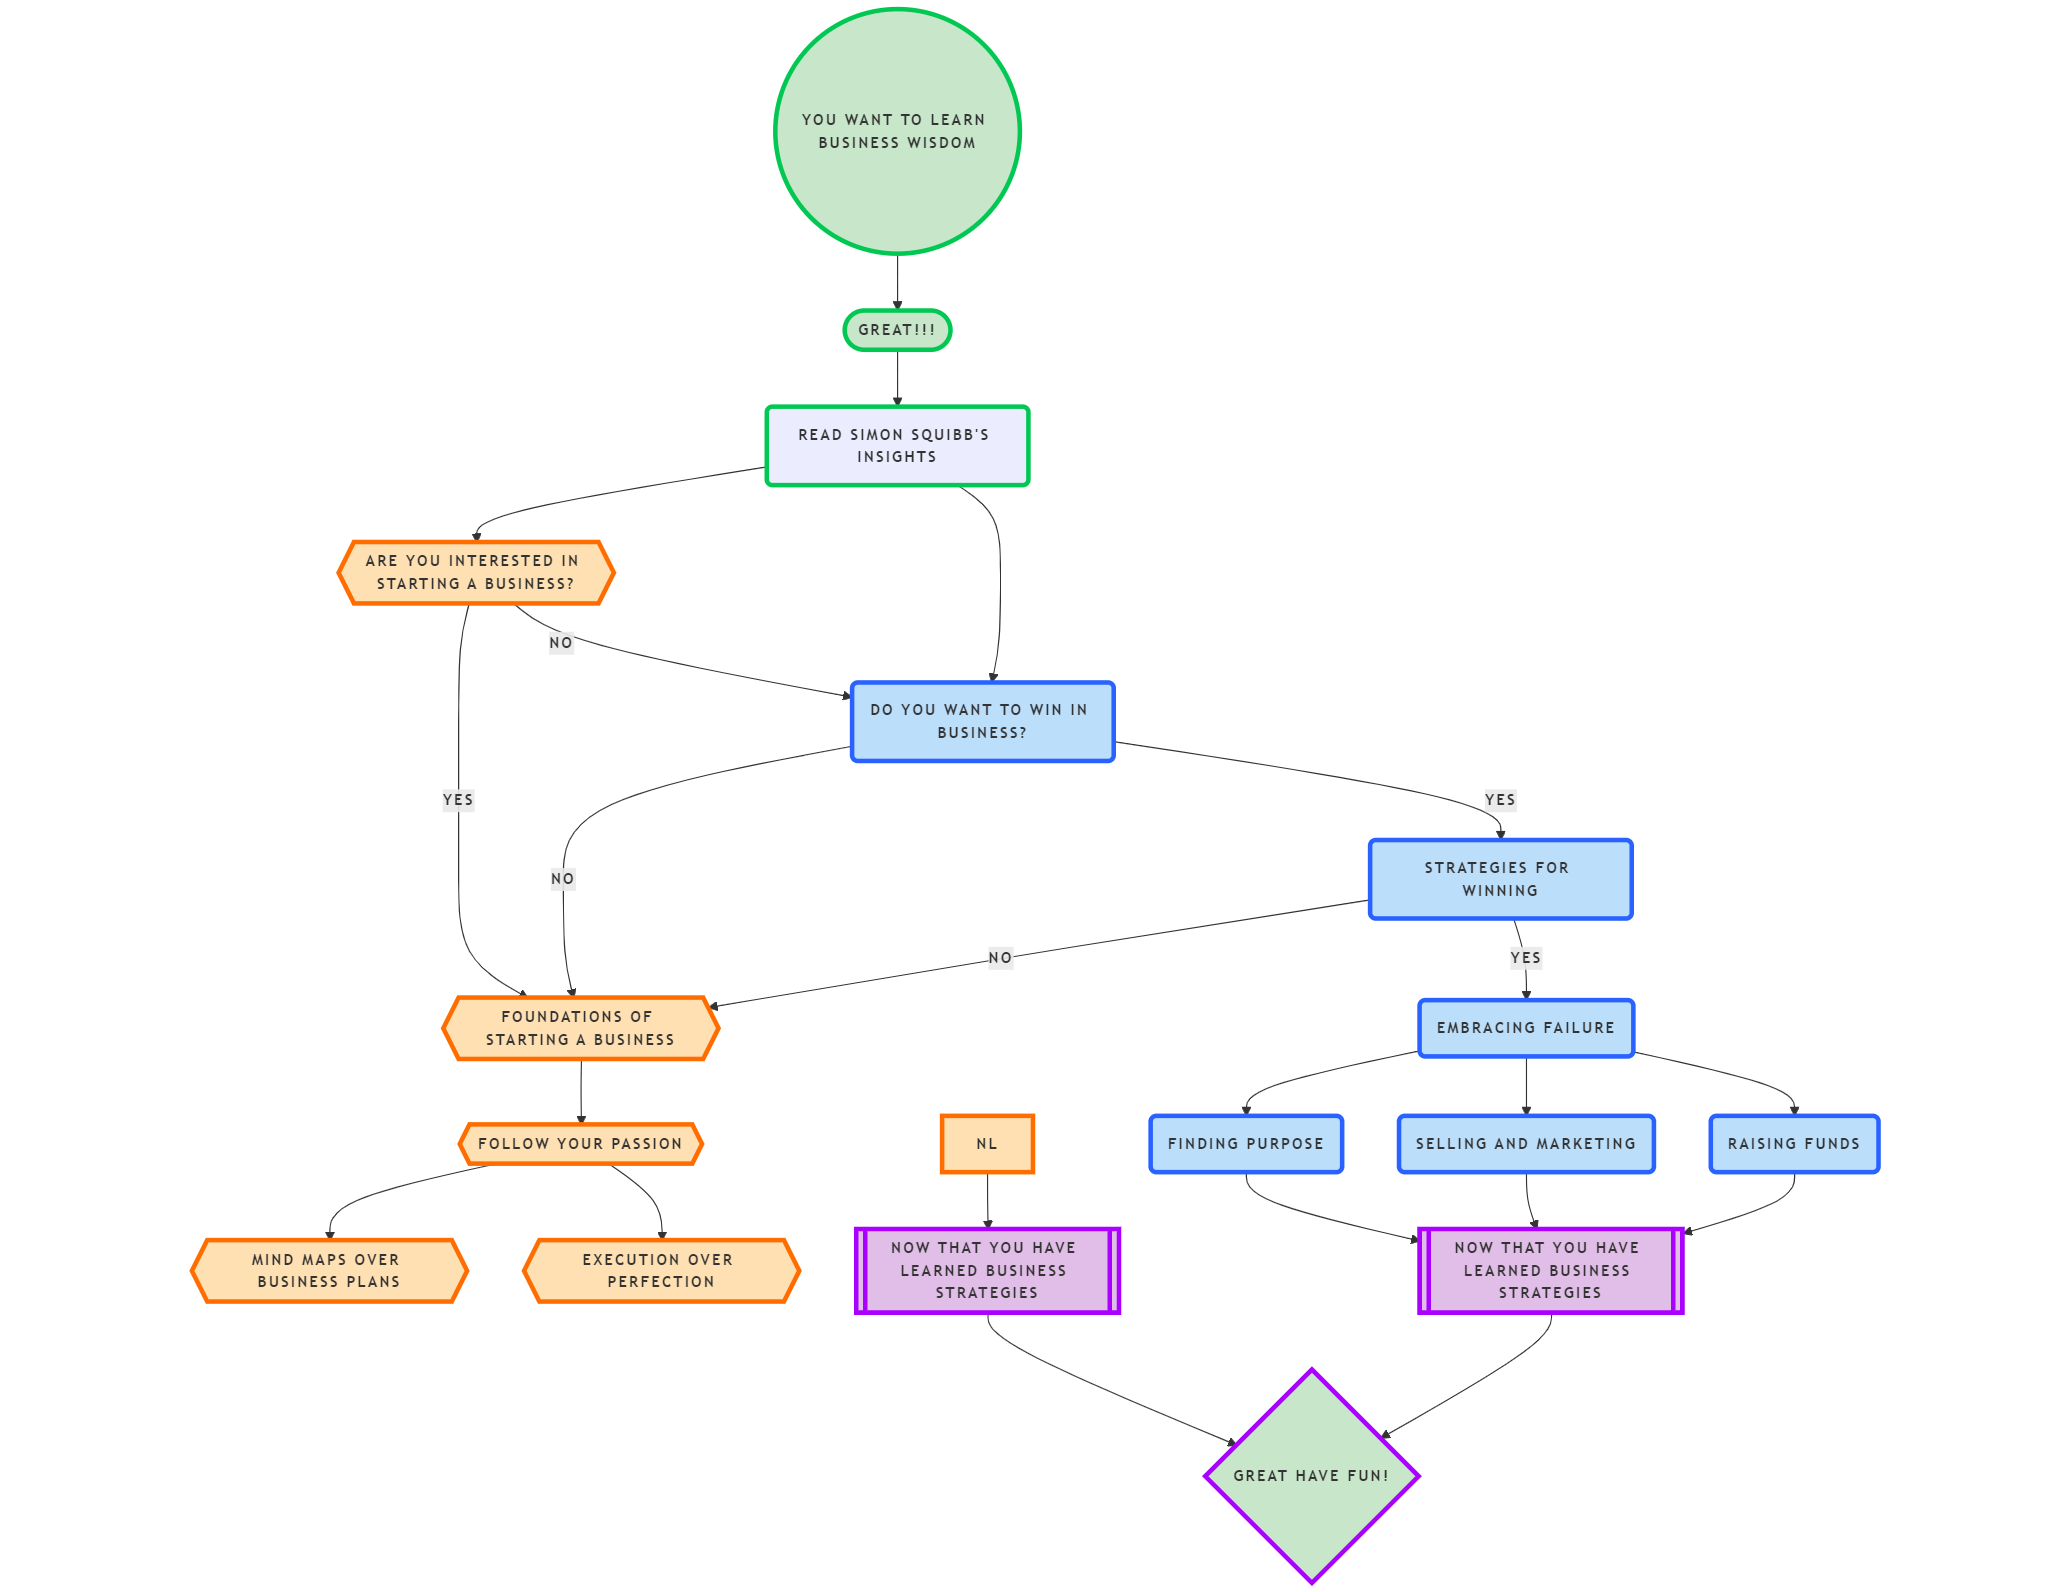 YOU WANT TO LEARN
BUSINESS WISDOM
GREAT!!!
READ SIMON SQUIBB'S
INSIGHTS
ARE YOU INTERESTED IN
STARTING A BUSINESS?
NO
DO YOU WANT TO WIN IN
BUSINESS?
YES
YES
STRATEGIES FOR
WINNING
NO
NO
YES
FOUNDATIONS OF
STARTING A BUSINESS
EMBRACING FAILURE
FOLLOW YOUR PASSION
NL
FINDING PURPOSE
SELLING AND MARKETING
RAISING FUNDS
MIND MAPS OVER
BUSINESS PLANS
EXECUTION OVER
PERFECTION
NOW THAT YOU HAVE
LEARNED BUSINESS
STRATEGIES
NOW THAT YOU HAVE
LEARNED BUSINESS
STRATEGIES
GREAT HAVE FUN!